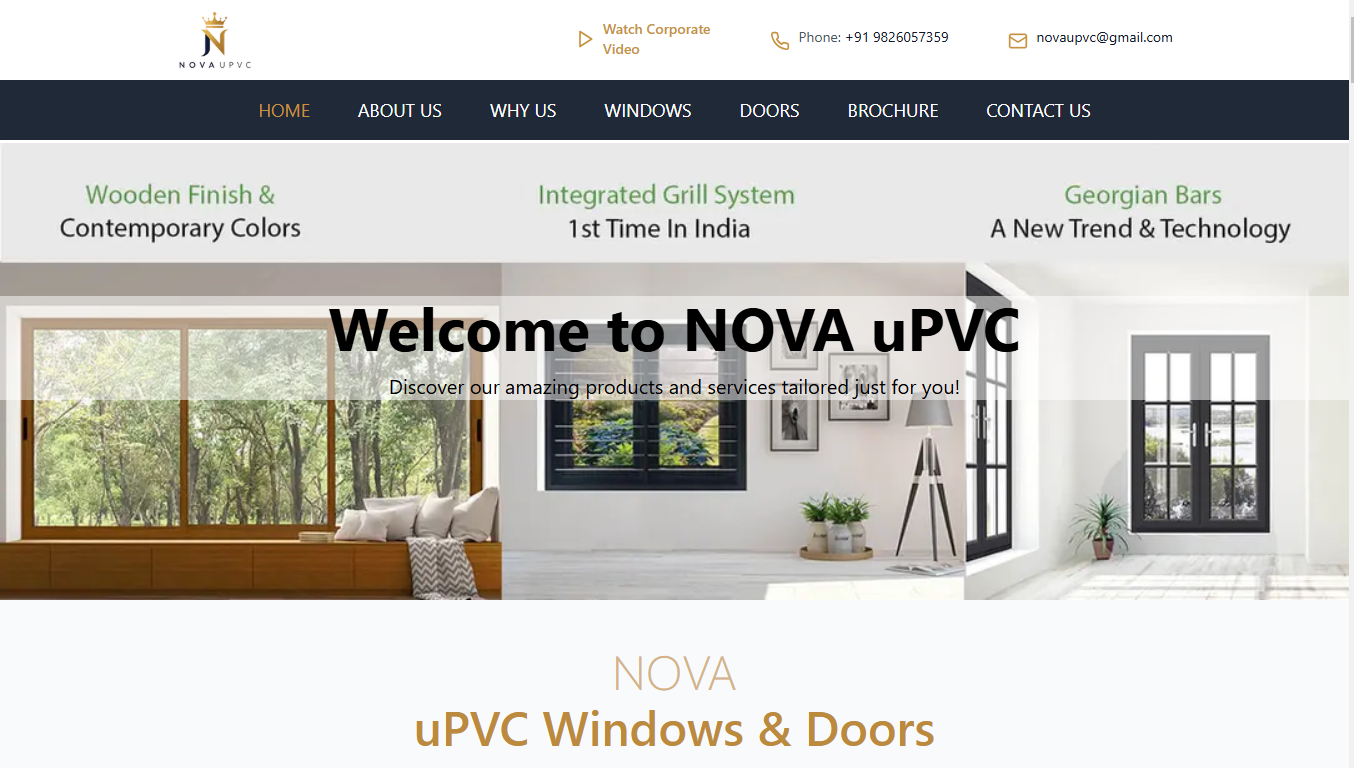 NOVA UPVC
Watch Corporate
Video
Phone: +91 9826057359
novaupvc@gmail.com
HOME ABOUT US WHY US WINDOWS DOORS BROCHURE CONTACT US
Wooden Finish &
Contemporary Colors
Integrated Grill System
1st Time In India
Georgian Bars
A New Trend & Technology
Welcome to NOVA uPVC
Discover our amazing products and services tailored just for you!
NOVA
uPVC Windows & Doors